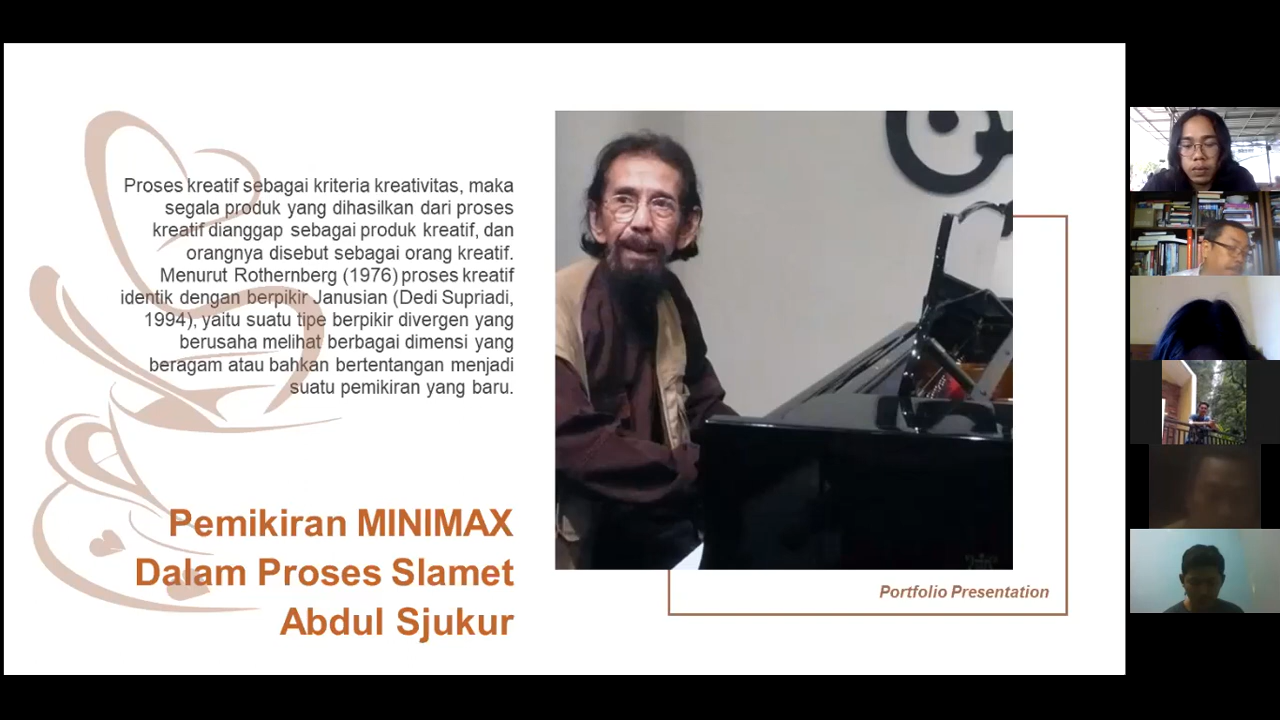 Proses kreatif sebagai kriteria kreativitas, maka
segala produk yang dihasilkan dari proses
kreatif dianggap sebagai produk kreatif, dan
orangnya disebut sebagai orang kreatif.
Menurut Rothernberg (1976) proses kreatif
identik dengan berpikir Janusian (Dedi Supriadi,
1994), yaitu suatu tipe berpikir divergen yang
berusaha melihat berbagai dimensi yang
beragam atau bahkan bertentangan menjadi
suatu pemikiran yang baru.
Pemikiran MINIMAX
Dalam Proses Slamet
Abdul Sjukur
Portfolio Presentation